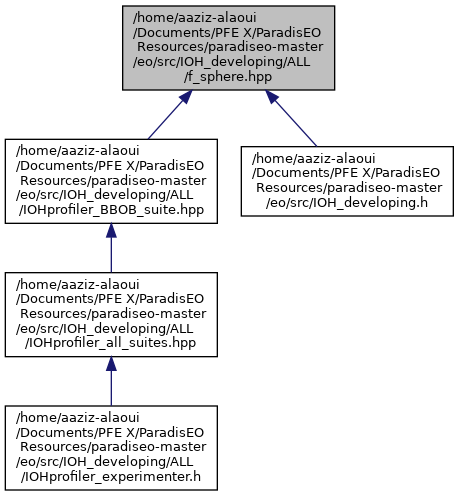 /home/aaziz-alaoui
/Documents/PFE X/ParadisEO
Resources/paradiseo-master
/eo/src/IOH_developing/ALL
/f_sphere.hpp
/home/aaziz-alaoui
/Documents/PFE X/ParadisEO
Resources/paradiseo-master
/eo/src/IOH_developing/ALL
/IOHprofiler_BBOB_suite.hpp
/home/aaziz-alaoui
/Documents/PFE X/ParadisEO
Resources/paradiseo-master
/eo/src/IOH_developing.h
/home/aaziz-alaoui
/Documents/PFE X/ParadisEO
Resources/paradiseo-master
/eo/src/IOH_developing/ALL
/IOHprofiler_all_suites.hpp
/home/aaziz-alaoui
/Documents/PFE X/ParadisEO
Resources/paradiseo-master
/eo/src/IOH_developing/ALL
/IOHprofiler_experimenter.h